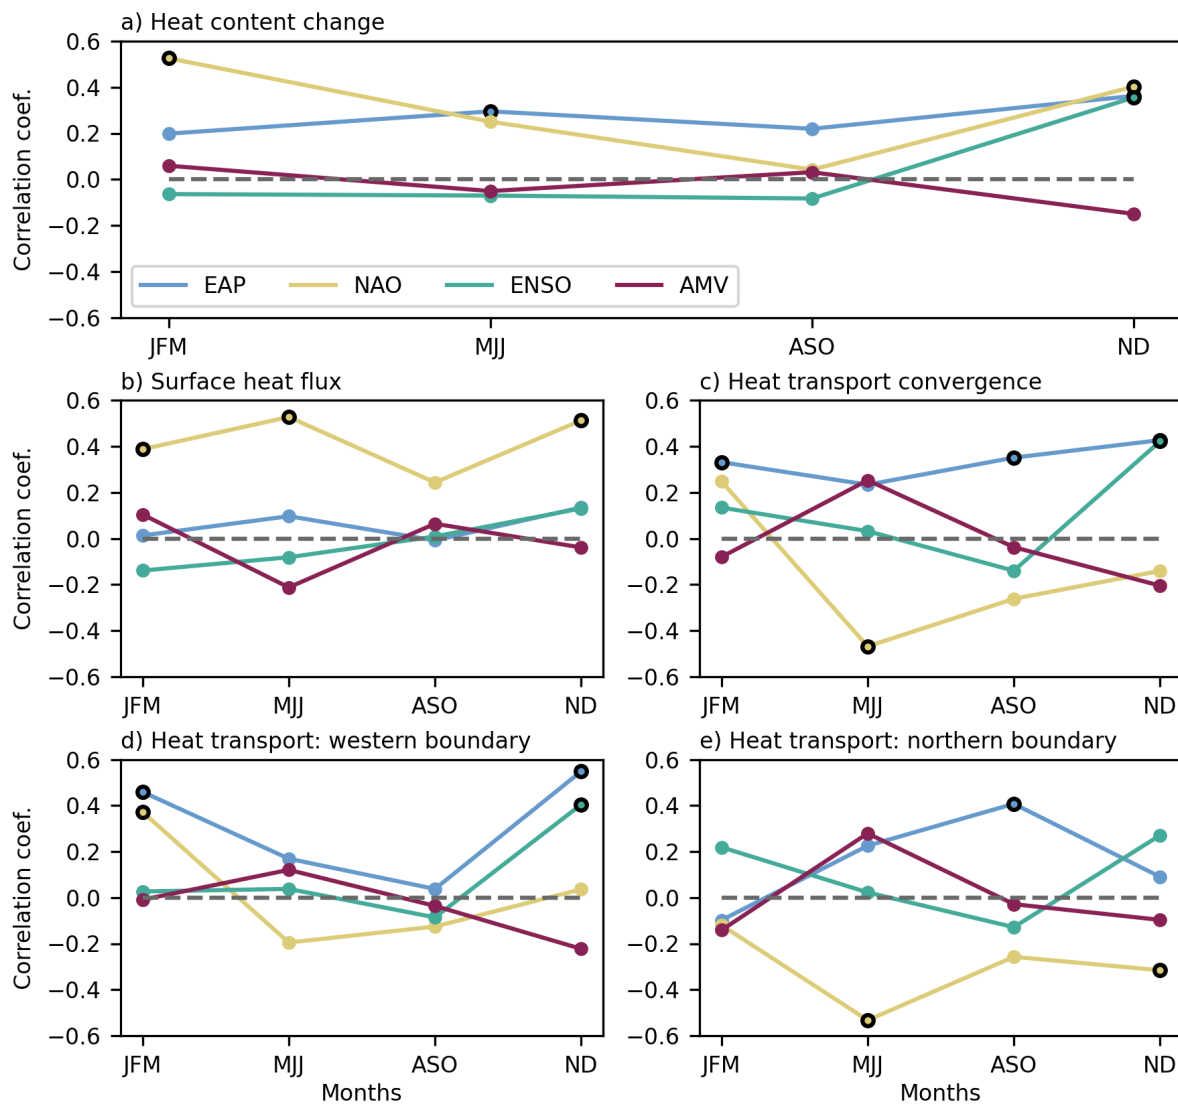 a) Heat content change
0.6
0.4
0.2
0.0
−0.2
−0.4
−0.6
Correlation coef.
EAP NAO ENSO AMV
JFM MJJ ASO ND
b) Surface heat flux
0.6
0.4
0.2
0.0
−0.2
−0.4
−0.6
Correlation coef.
JFM MJJ ASO ND
c) Heat transport convergence
0.6
0.4
0.2
0.0
−0.2
−0.4
−0.6
JFM MJJ ASO ND
d) Heat transport: western boundary
0.6
0.4
0.2
0.0
−0.2
−0.4
−0.6
Correlation coef.
JFM MJJ ASO ND
Months
e) Heat transport: northern boundary
0.6
0.4
0.2
0.0
−0.2
−0.4
−0.6
JFM MJJ ASO ND
Months